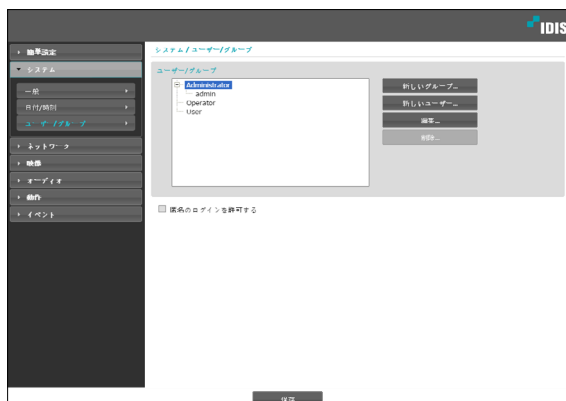 IDIS
簡単設定
システム
一般
日付/時刻
ユーザー/グループ
ネットワーク
映像
オーディオ
動作
イベント
システム / ユーザー/グループ
ユーザー/グループ
Administrator
admin
Operator
User
新しいグループ...
新しいユーザー...
編集...
削除...
匿名のログインを許可する
保存